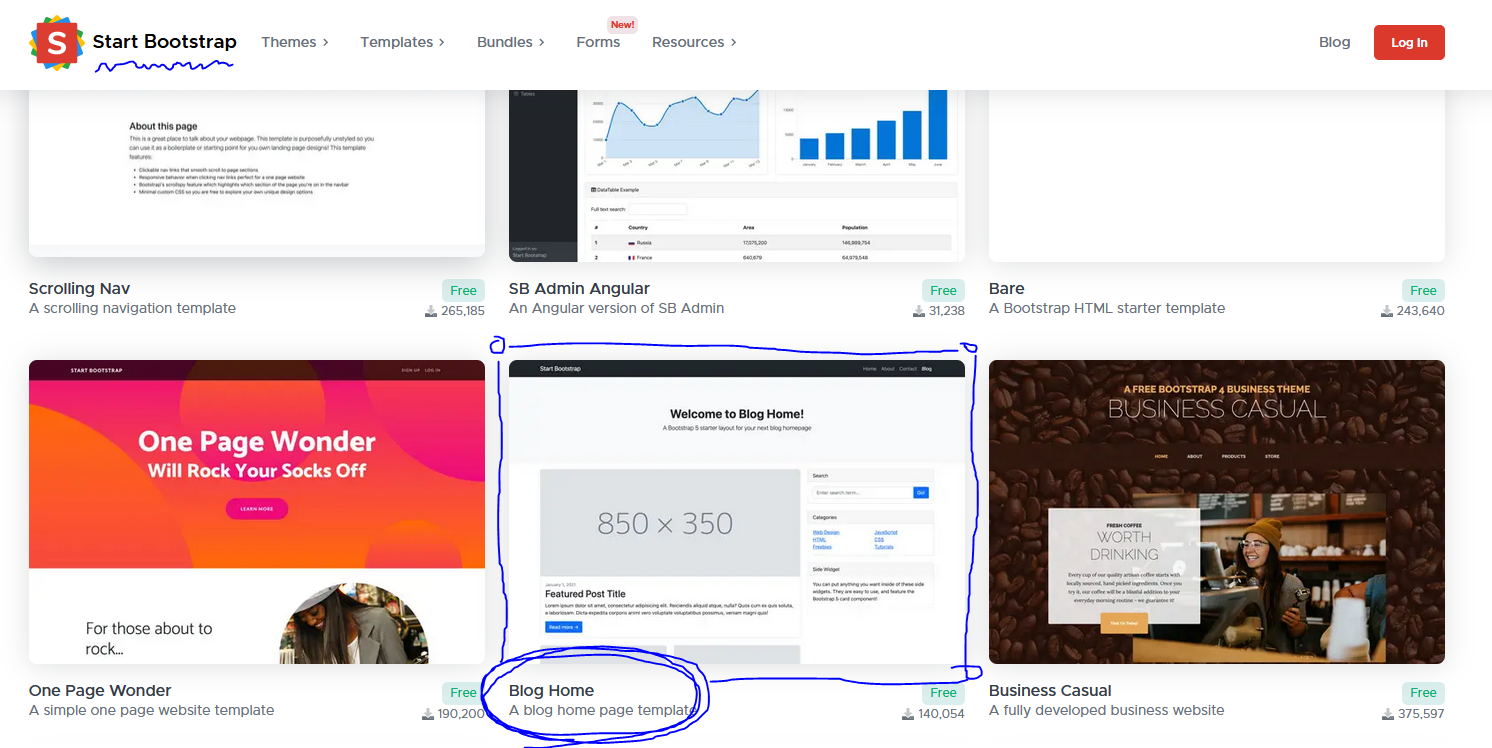 New!
S Start Bootstrap Themes Templates Bundles Forms Resources Blog Log In
About this page
This is a great place to talk about your webpage. This template is purposefully unstyled so you
can use it as a boilerplate or starting point for you own landing page designs! This template
features:
Clickable nav links that smooth scroll to page sections
Responsive behavior when clicking nav links perfect for a one page website
Bootstrap's scrollspy feature which highlights which section of the page you're on in the navbar
Minimal custom CSS so you are free to explore your own unique design options
Scrolling Nav
Free
A scrolling navigation template
265,185
Tables
January February March April May June
DataTable Example
Full text search:
# Country Area Population
1 Russia 17,075,200 146,989,754
2 France 640,679 64,979,548
Logged in as:
Start Bootstrap
SB Admin Angular
Free
An Angular version of SB Admin
31,238
Bare
Free
A Bootstrap HTML starter template
243,640
START BOOTSTRAP SIGN UP LOG IN
One Page Wonder
Will Rock Your Socks Off
LEARN MORE
For those about to
rock...
One Page Wonder
Free
A simple one page website template
190,200
Start Bootstrap Home About Contact Blog
Welcome to Blog Home!
A Bootstrap 5 starter layout for your next blog homepage
850 × 350
January 1, 2021
Featured Post Title
Lorem ipsum dolor sit amet, consectetur adipisicing elit. Reiciendis aliquid atque, nulla? Quos cum ex quis soluta,
a laboriosam. Dicta expedita corporis animi vero voluptate voluptatibus possimus, veniam magni quis!
Read more →
Search
Enter search term... Go!
Categories
Web Design JavaScript
HTML CSS
Freebies Tutorials
Side Widget
You can put anything you want inside of these side
widgets. They are easy to use, and feature the
Bootstrap 5 card component!
Blog Home
Free
A blog home page template
140,054
A FREE BOOTSTRAP 4 BUSINESS THEME
BUSINESS CASUAL
HOME ABOUT PRODUCTS STORE
FRESH COFFEE
WORTH
DRINKING
Every cup of our quality artisan coffee starts with
locally sourced, hand picked ingredients. Once you
try it, our coffee will be a blissful addition to your
everyday morning routine - we guarantee it!
Visit Us Today!
Business Casual
Free
A fully developed business website
375,597